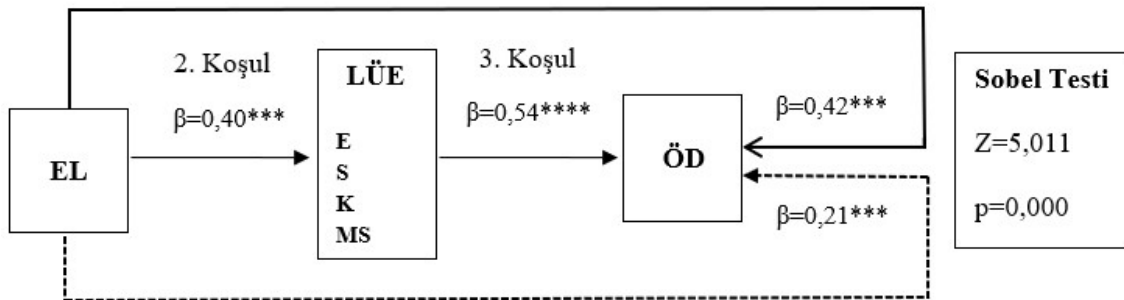 2. Koşul
β=0,40***
EL
LÜE
E
S
K
MS
3. Koşul
β=0,54****
ÖD
β=0,42***
β=0,21***
Sobel Testi
Z=5,011
p=0,000